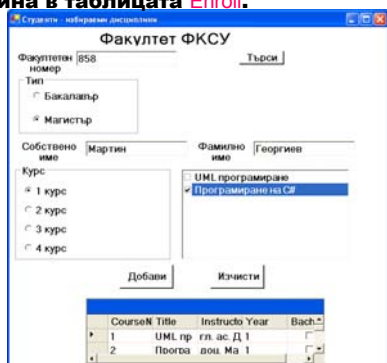 ина в таблицата Enroll.
Студенти - избираеми дисциплини
Факултет ФКСУ
Факултетен номер 858 Търси
Тип
Бакалавър
Магистър
Собствено име Мартин Фамилно име Георгиев
Курс
1 курс
2 курс
3 курс
4 курс
UML програмиране
Програмиране на C#
Добави Изчисти
CourseN Title Instructo Year Bach
1 UML пр гл. ас. Д 1
2 Програ доц. Ма 1